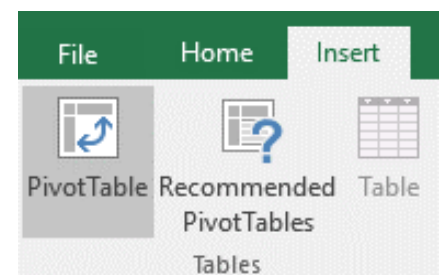 File Home Insert
PivotTable Recommended Table
PivotTables
Tables